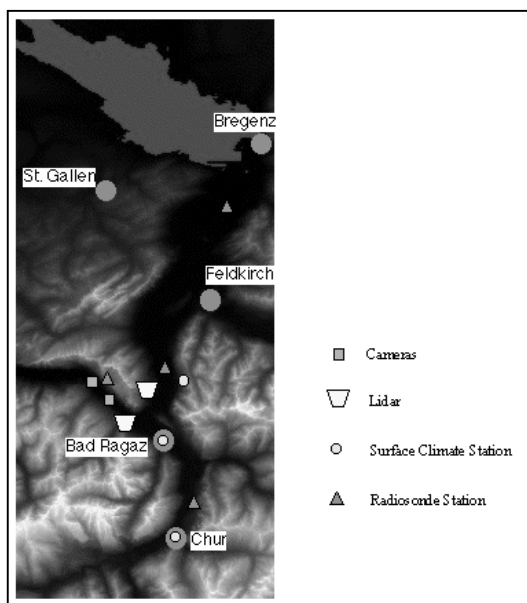 Bregenz
St. Gallen
Feldkirch
Cameras
Lidar
Bad Ragaz
Surface Climate Station
Radiosonde Station
Chur